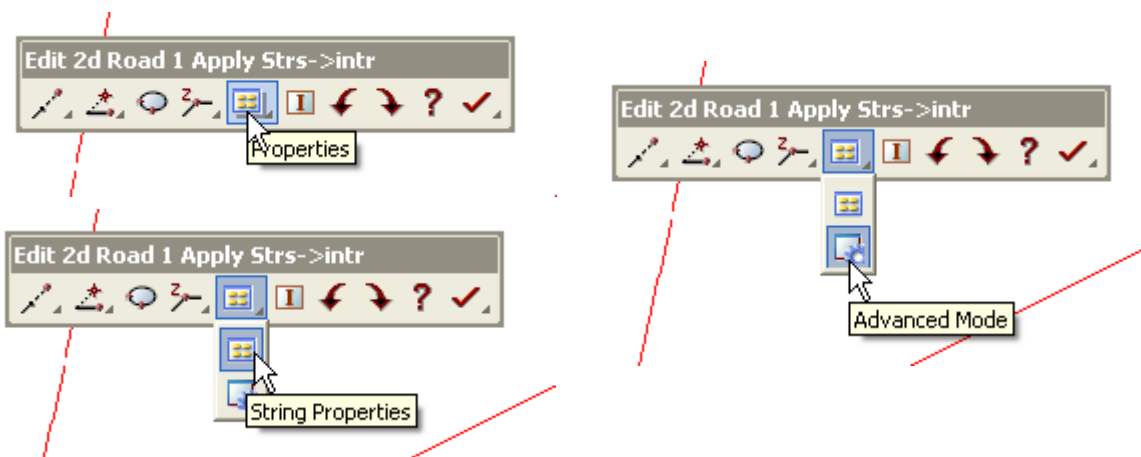 Edit 2d Road 1 Apply Strs->intr
Z
I
?
Properties
Edit 2d Road 1 Apply Strs->intr
Z
I
?
String Properties
Edit 2d Road 1 Apply Strs->intr
Z
I
?
Advanced Mode